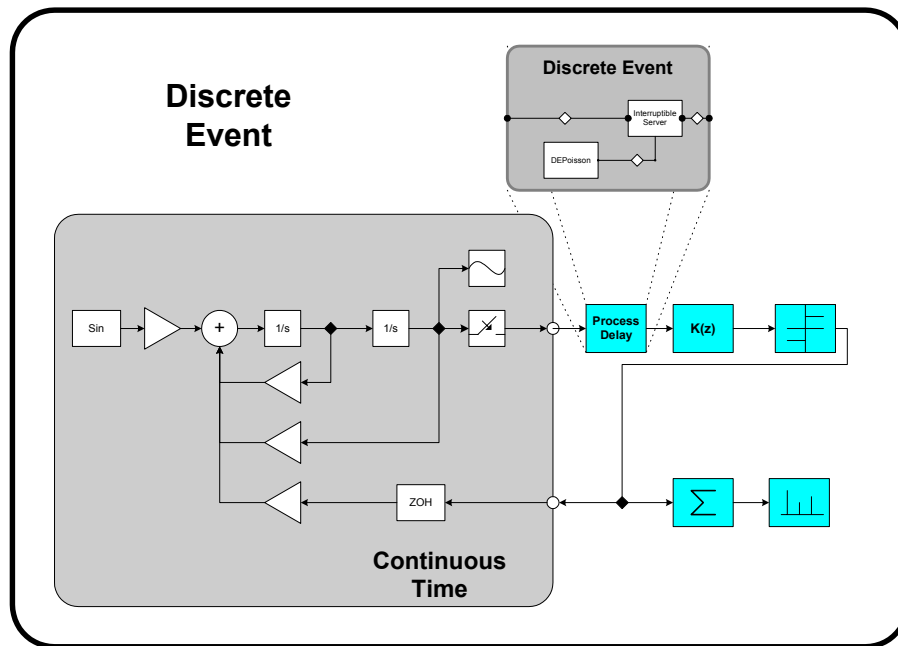 Discrete Event
Interruptible
Server
DEPoisson
Discrete
Event
Sin
+
1/s
1/s
Process
Delay
K(z)
ZOH
Σ
Continuous
Time